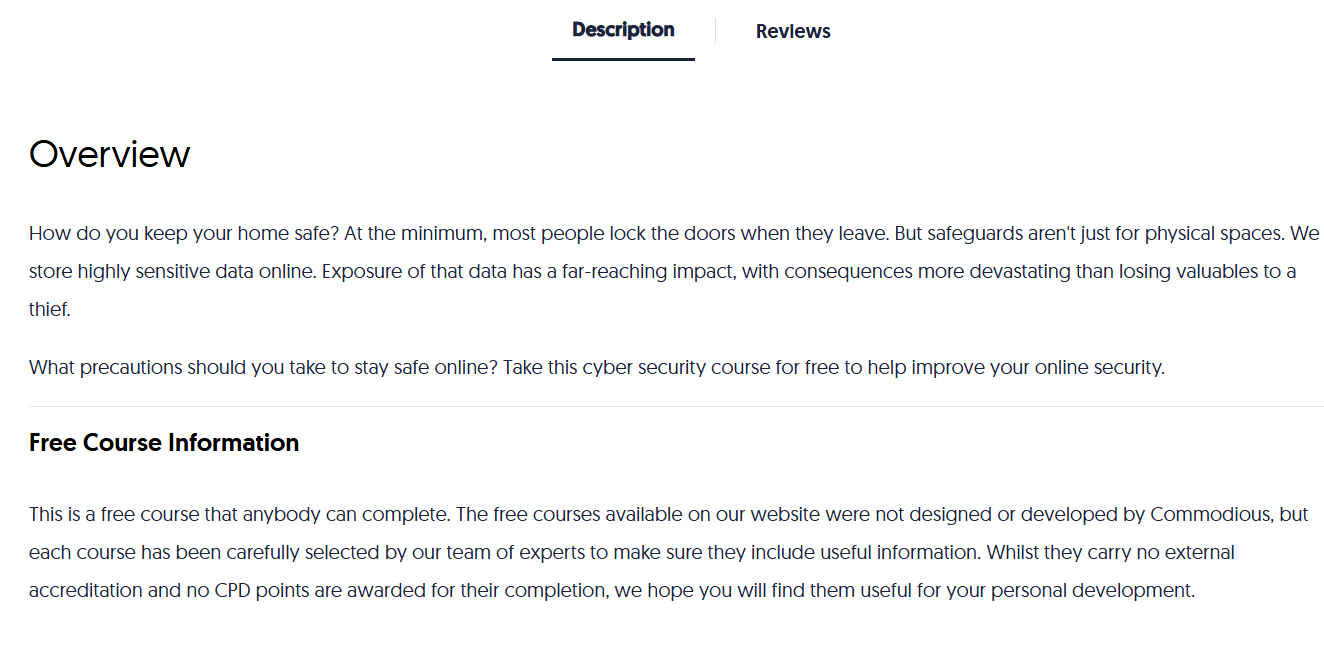 Description
Reviews
Overview
How do you keep your home safe? At the minimum, most people lock the doors when they leave. But safeguards aren't just for physical spaces. We
store highly sensitive data online. Exposure of that data has a far-reaching impact, with consequences more devastating than losing valuables to a
thief.
What precautions should you take to stay safe online? Take this cyber security course for free to help improve your online security.
Free Course Information
This is a free course that anybody can complete. The free courses available on our website were not designed or developed by Commodious, but
each course has been carefully selected by our team of experts to make sure they include useful information. Whilst they carry no external
accreditation and no CPD points are awarded for their completion, we hope you will find them useful for your personal development.